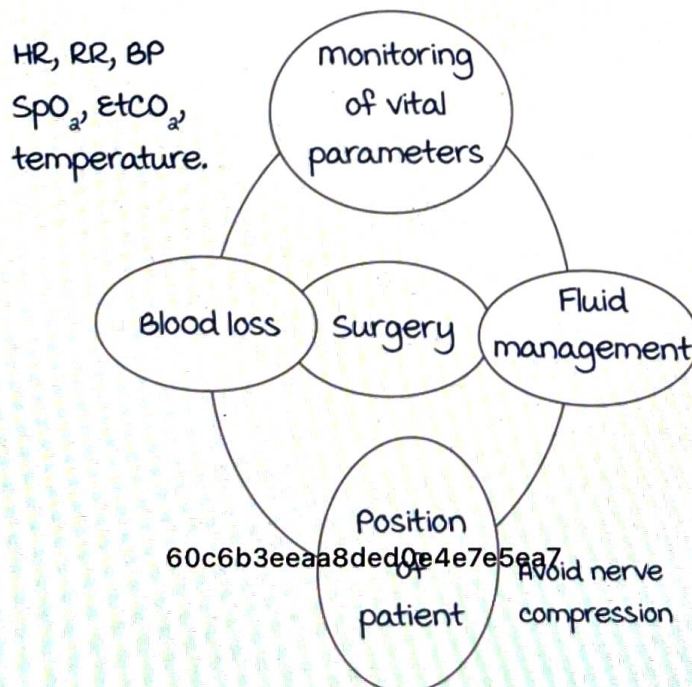 HR, RR, BP
SpO₂, EtCO₂,
temperature.
monitoring
of vital
parameters
Blood loss
Surgery
Fluid
management
Position
of
patient
60c6b3eeaa8ded0e4e7e5ea7
Avoid nerve
compression